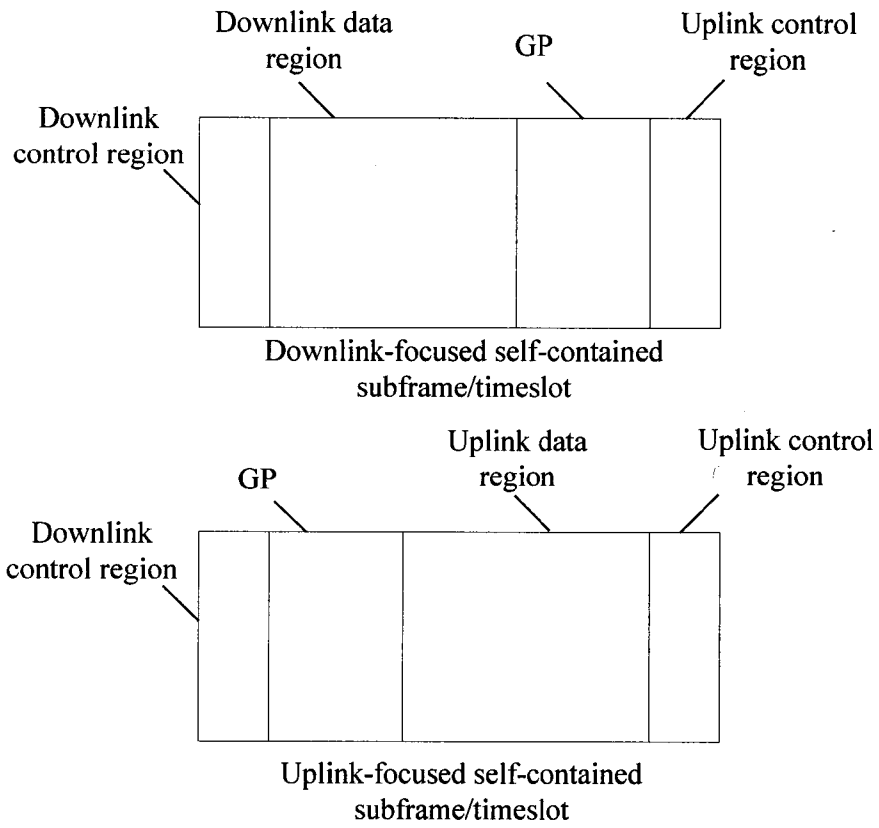 Downlink data
region
GP
Uplink control
region
Downlink
control region
Downlink-focused self-contained
subframe/timeslot
Uplink data
region
Uplink control
region
GP
Downlink
control region
Uplink-focused self-contained
subframe/timeslot